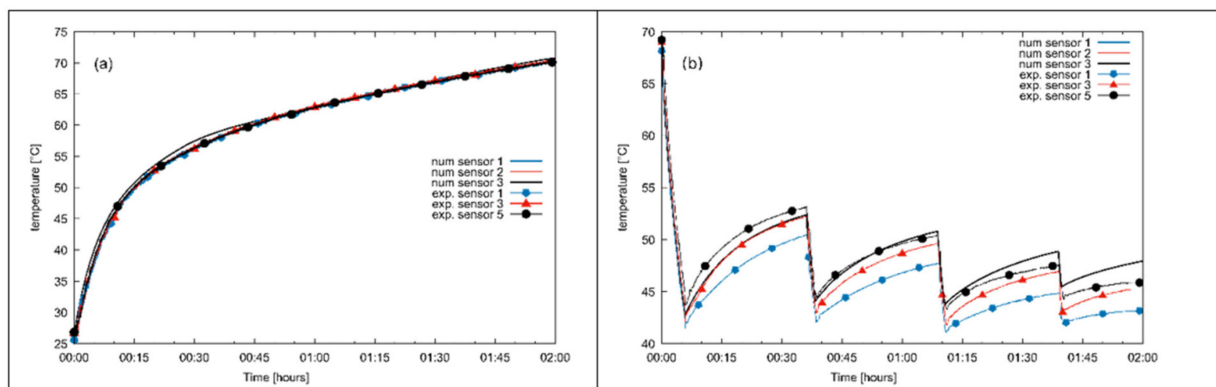 (a)
75
70
65
60
55
50
45
40
35
30
25
temperature [°C]
num sensor 1
num sensor 2
num sensor 3
exp. sensor 1
exp. sensor 3
exp. sensor 5
00:00 00:15 00:30 00:45 01:00 01:15 01:30 01:45 02:00
Time [hours]
(b)
70
65
60
55
50
45
40
temperature [°C]
num sensor 1
num sensor 2
num sensor 3
exp. sensor 1
exp. sensor 3
exp. sensor 5
00:00 00:15 00:30 00:45 01:00 01:15 01:30 01:45 02:00
Time [hours]